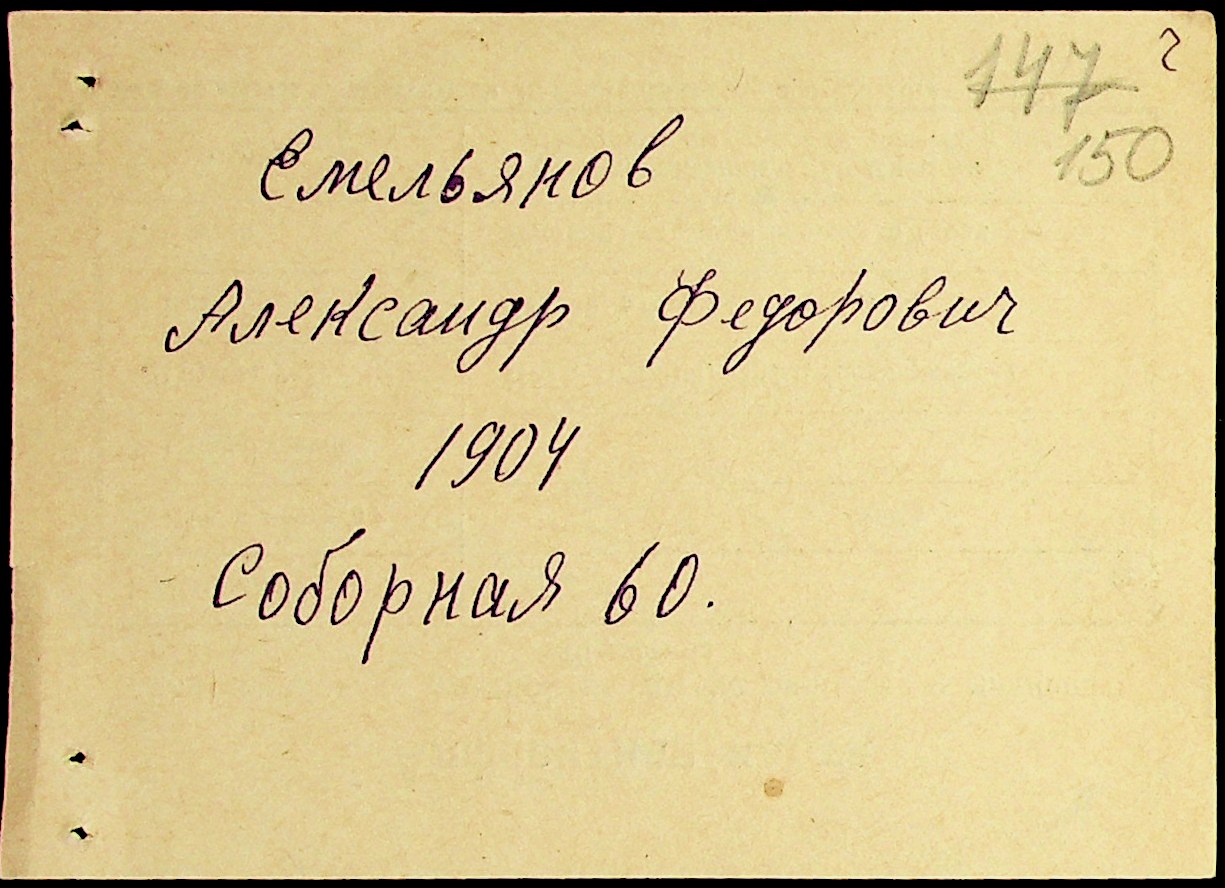 147
150
Емельянов
Александр Федорович
1904
Соборная 60.